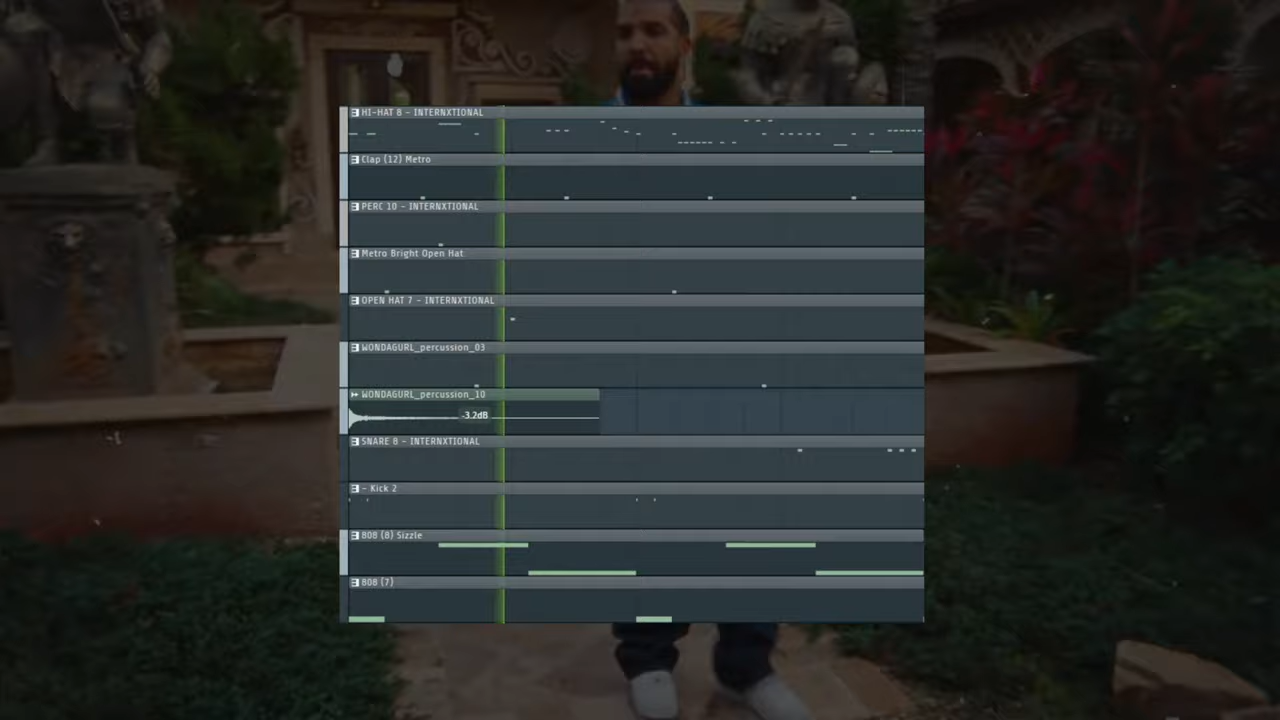 HI-HAT 8 - INTERNXTIONAL
Clap (12) Metro
PERC 10 - INTERNXTIONAL
Metro Bright Open Hat
OPEN HAT 7 - INTERNXTIONAL
WONDAGURL_percussion_03
WONDAGURL_percussion_10
-3.2dB
SNARE 8 - INTERNXTIONAL
- Kick 2
808 (8) Sizzle
808 (7)